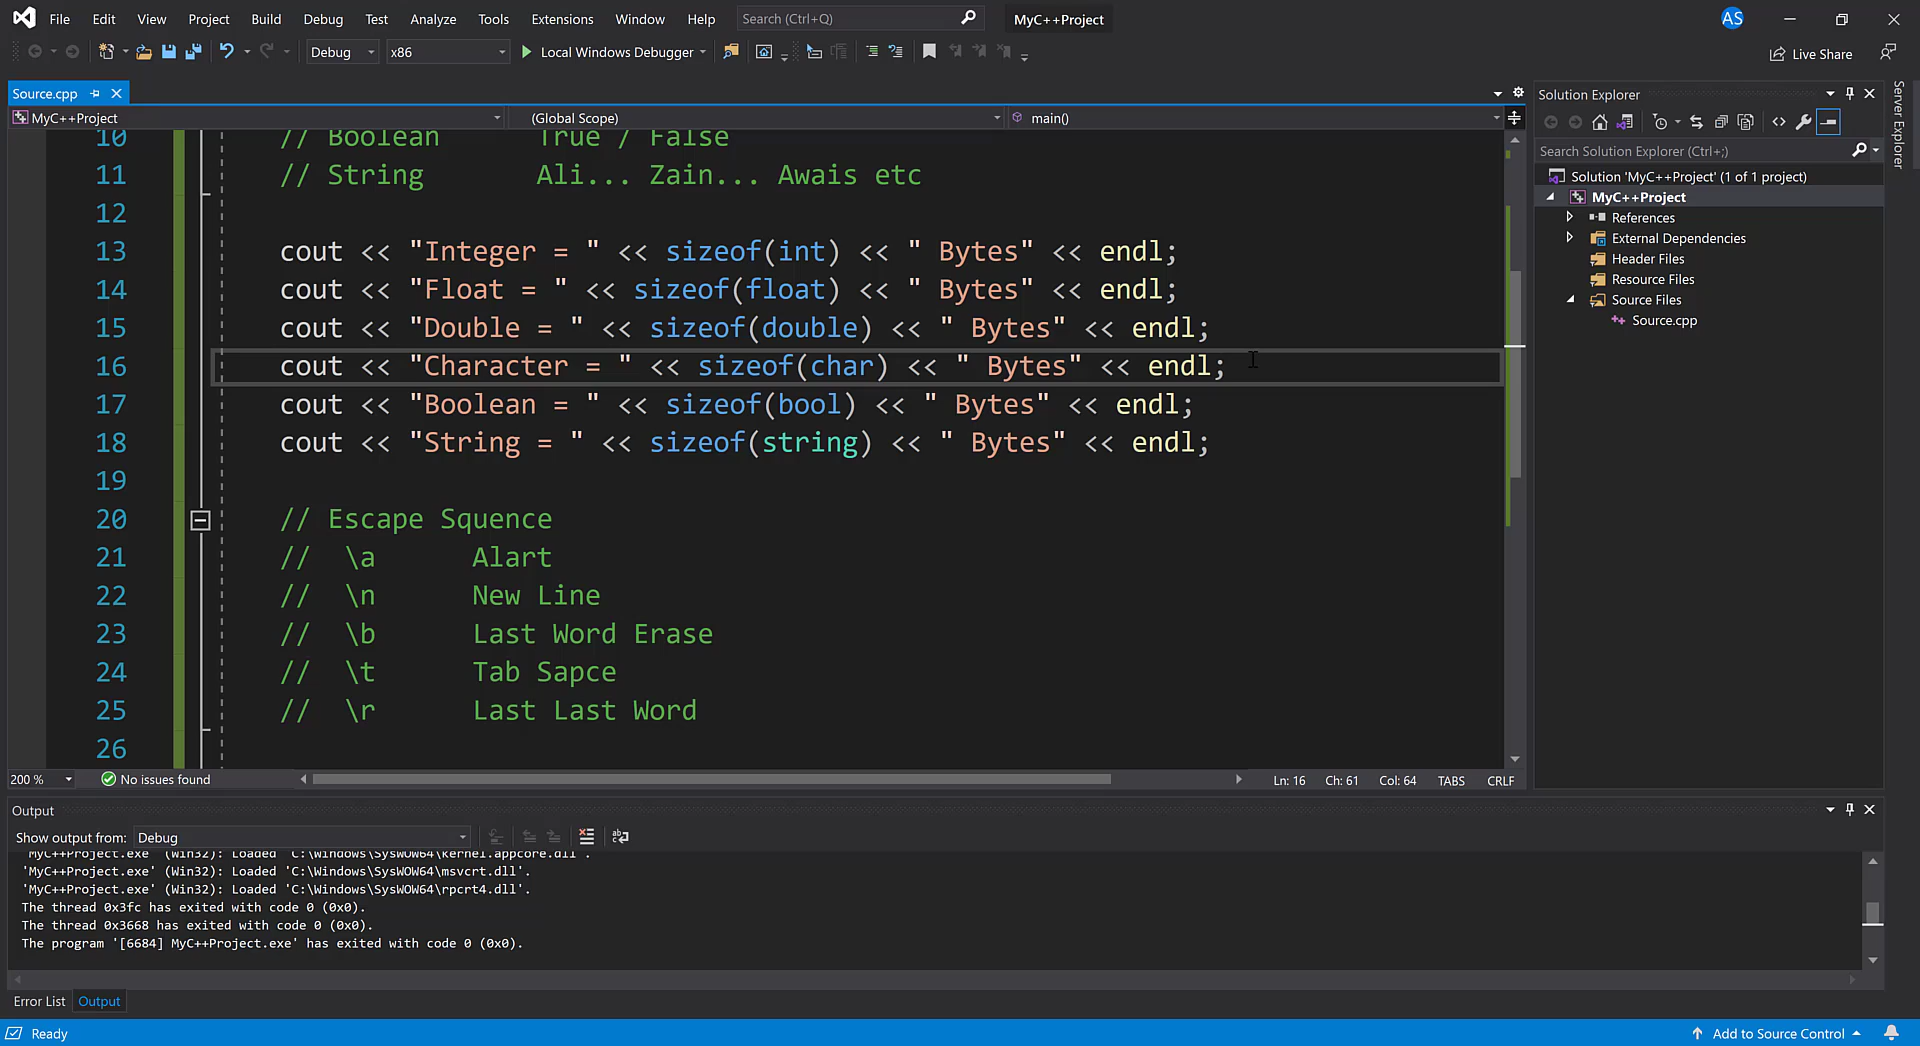 File Edit View Project Build Debug Test Analyze Tools Extensions Window Help Search (Ctrl+Q) MyC++Project AS
Debug x86 Local Windows Debugger Live Share
Source.cpp
MyC++Project (Global Scope) main()
10 // Boolean True / False
11 // String Ali... Zain... Awais etc
12
13 cout << "Integer = " << sizeof(int) << " Bytes" << endl;
14 cout << "Float = " << sizeof(float) << " Bytes" << endl;
15 cout << "Double = " << sizeof(double) << " Bytes" << endl;
16 cout << "Character = " << sizeof(char) << " Bytes" << endl;
17 cout << "Boolean = " << sizeof(bool) << " Bytes" << endl;
18 cout << "String = " << sizeof(string) << " Bytes" << endl;
19
20 // Escape Squence
21 // \a Alart
22 // \n New Line
23 // \b Last Word Erase
24 // \t Tab Sapce
25 // \r Last Last Word
26
200 % No issues found Ln: 16 Ch: 61 Col: 64 TABS CRLF
Solution Explorer
Search Solution Explorer (Ctrl+;)
Solution 'MyC++Project' (1 of 1 project)
MyC++Project
References
External Dependencies
Header Files
Resource Files
Source Files
Source.cpp
Server Explorer
Output
Show output from: Debug
'MyC++Project.exe' (Win32): Loaded 'C:\Windows\SysWOW64\kernel.appcore.dll'.
'MyC++Project.exe' (Win32): Loaded 'C:\Windows\SysWOW64\msvcrt.dll'.
'MyC++Project.exe' (Win32): Loaded 'C:\Windows\SysWOW64\rpcrt4.dll'.
The thread 0x3fc has exited with code 0 (0x0).
The thread 0x3668 has exited with code 0 (0x0).
The program '[6684] MyC++Project.exe' has exited with code 0 (0x0).
Error List Output
Ready Add to Source Control